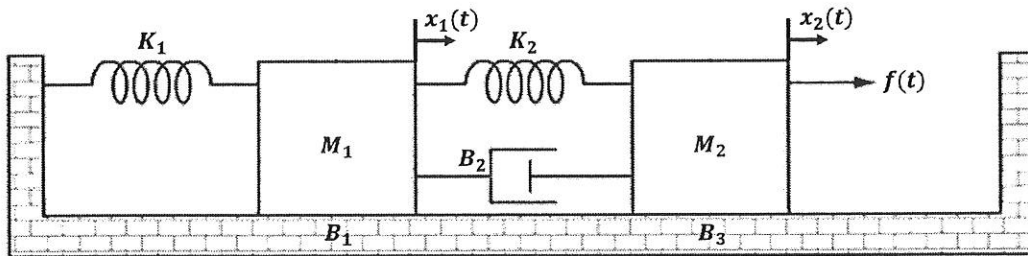 x₁(t) x₂(t)
K₁ K₂
f(t)
M₁ B₂ M₂
B₁ B₃